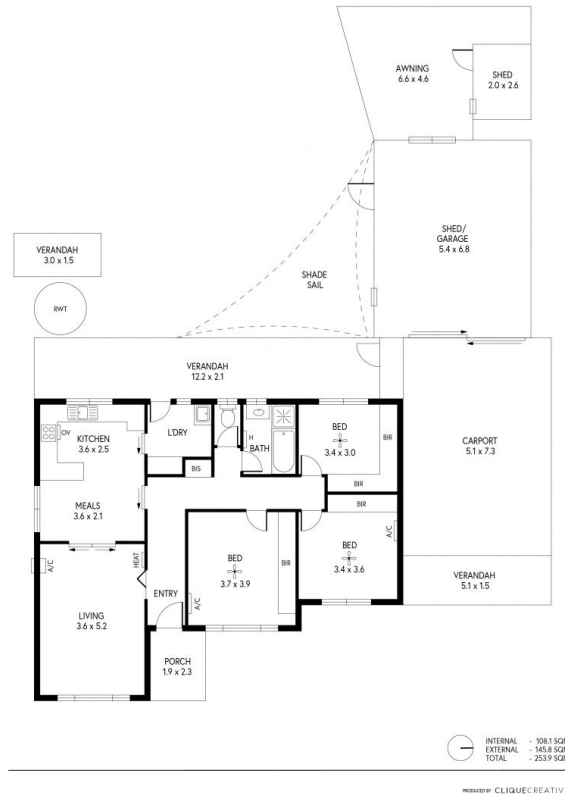 AWNING
6.6 x 4.6
SHED
2.0 x 2.6
SHED/
GARAGE
5.4 x 6.8
VERANDAH
3.0 x 1.5
SHADE
SAIL
RWT
VERANDAH
12.2 x 2.1
OV
KITCHEN
3.6 x 2.5
L'DRY
H
BATH
BED
3.4 x 3.0
BIR
CARPORT
5.1 x 7.3
BIS
BIR
MEALS
3.6 x 2.1
BIR
A/C
BED
3.4 x 3.6
BED
3.7 x 3.9
BIR
A/C
HEAT
A/C
VERANDAH
5.1 x 1.5
ENTRY
LIVING
3.6 x 5.2
PORCH
1.9 x 2.3
INTERNAL - 108.1 SQM
EXTERNAL - 145.8 SQM
TOTAL - 253.9 SQM
PRODUCED BY CLIQUECREATIV